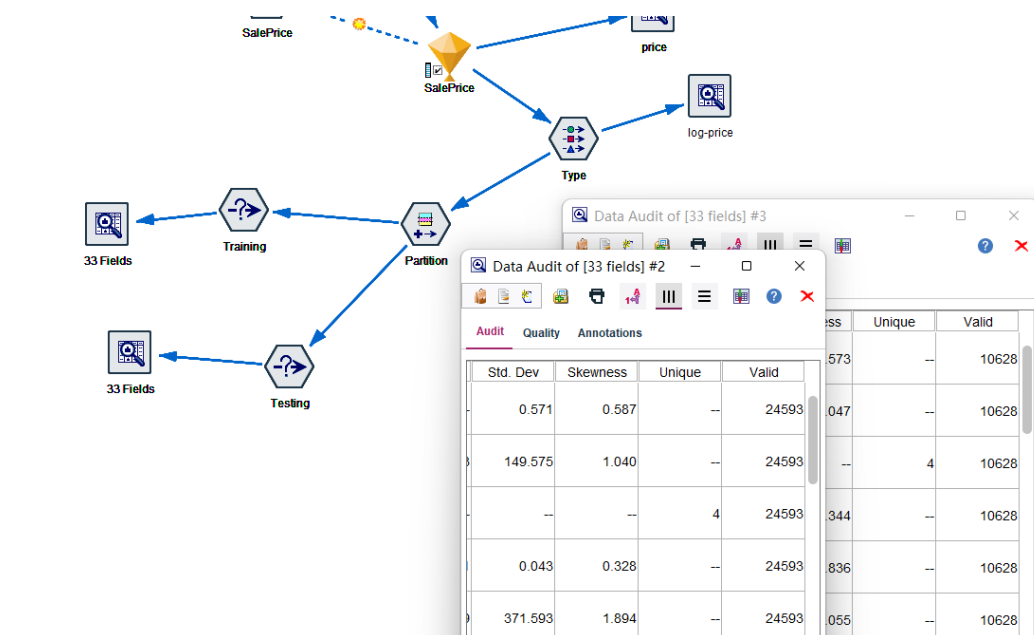 SalePrice
price
SalePrice
log-price
Type
Training
33 Fields
Partition
33 Fields
Testing
Data Audit of [33 fields] #3
Unique Valid
573 -- 10628
047 -- 10628
-- 4 10628
344 -- 10628
836 -- 10628
055 -- 10628
Data Audit of [33 fields] #2
Audit Quality Annotations
Std. Dev Skewness Unique Valid
0.571 0.587 -- 24593
149.575 1.040 -- 24593
-- -- 4 24593
0.043 0.328 -- 24593
371.593 1.894 -- 24593